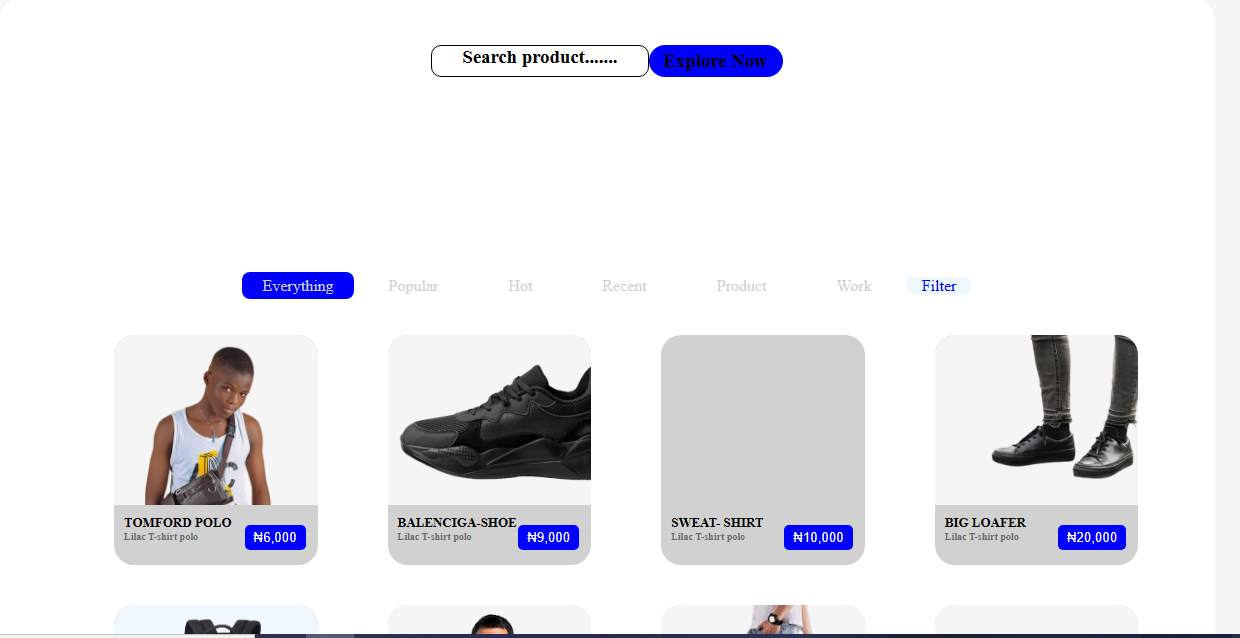 Search product....... Explore Now
Everything Popular Hot Recent Product Work Filter
TOMFORD POLO
Lilac T-shirt polo
₦6,000
BALENCIGA-SHOE
Lilac T-shirt polo
₦9,000
SWEAT- SHIRT
Lilac T-shirt polo
₦10,000
BIG LOAFER
Lilac T-shirt polo
₦20,000